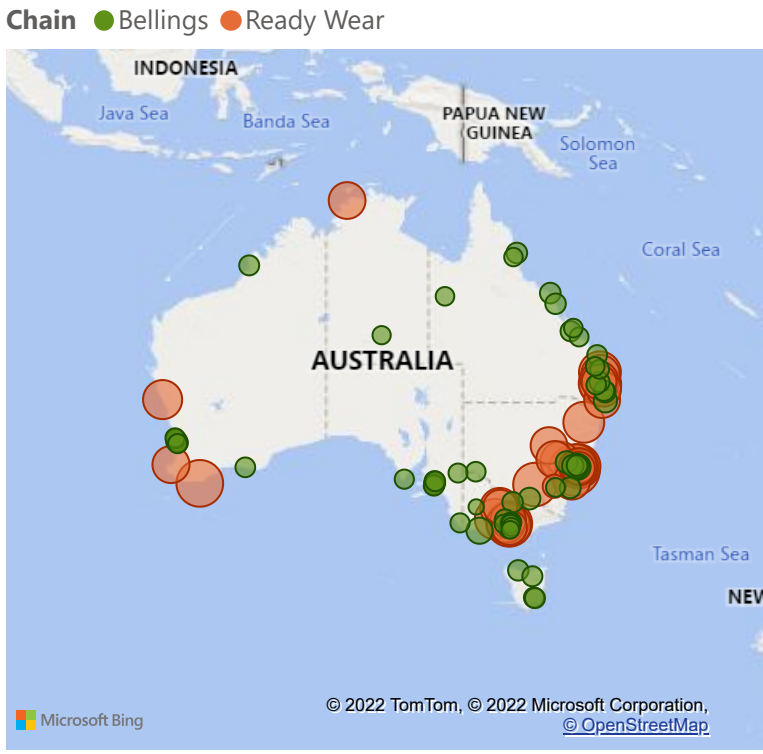 Chain Bellings Ready Wear
INDONESIA
Java Sea
Banda Sea
PAPUA NEW
GUINEA
Solomon
Sea
Coral Sea
AUSTRALIA
Tasman Sea
NEW
Microsoft Bing
© 2022 TomTom, © 2022 Microsoft Corporation,
© OpenStreetMap